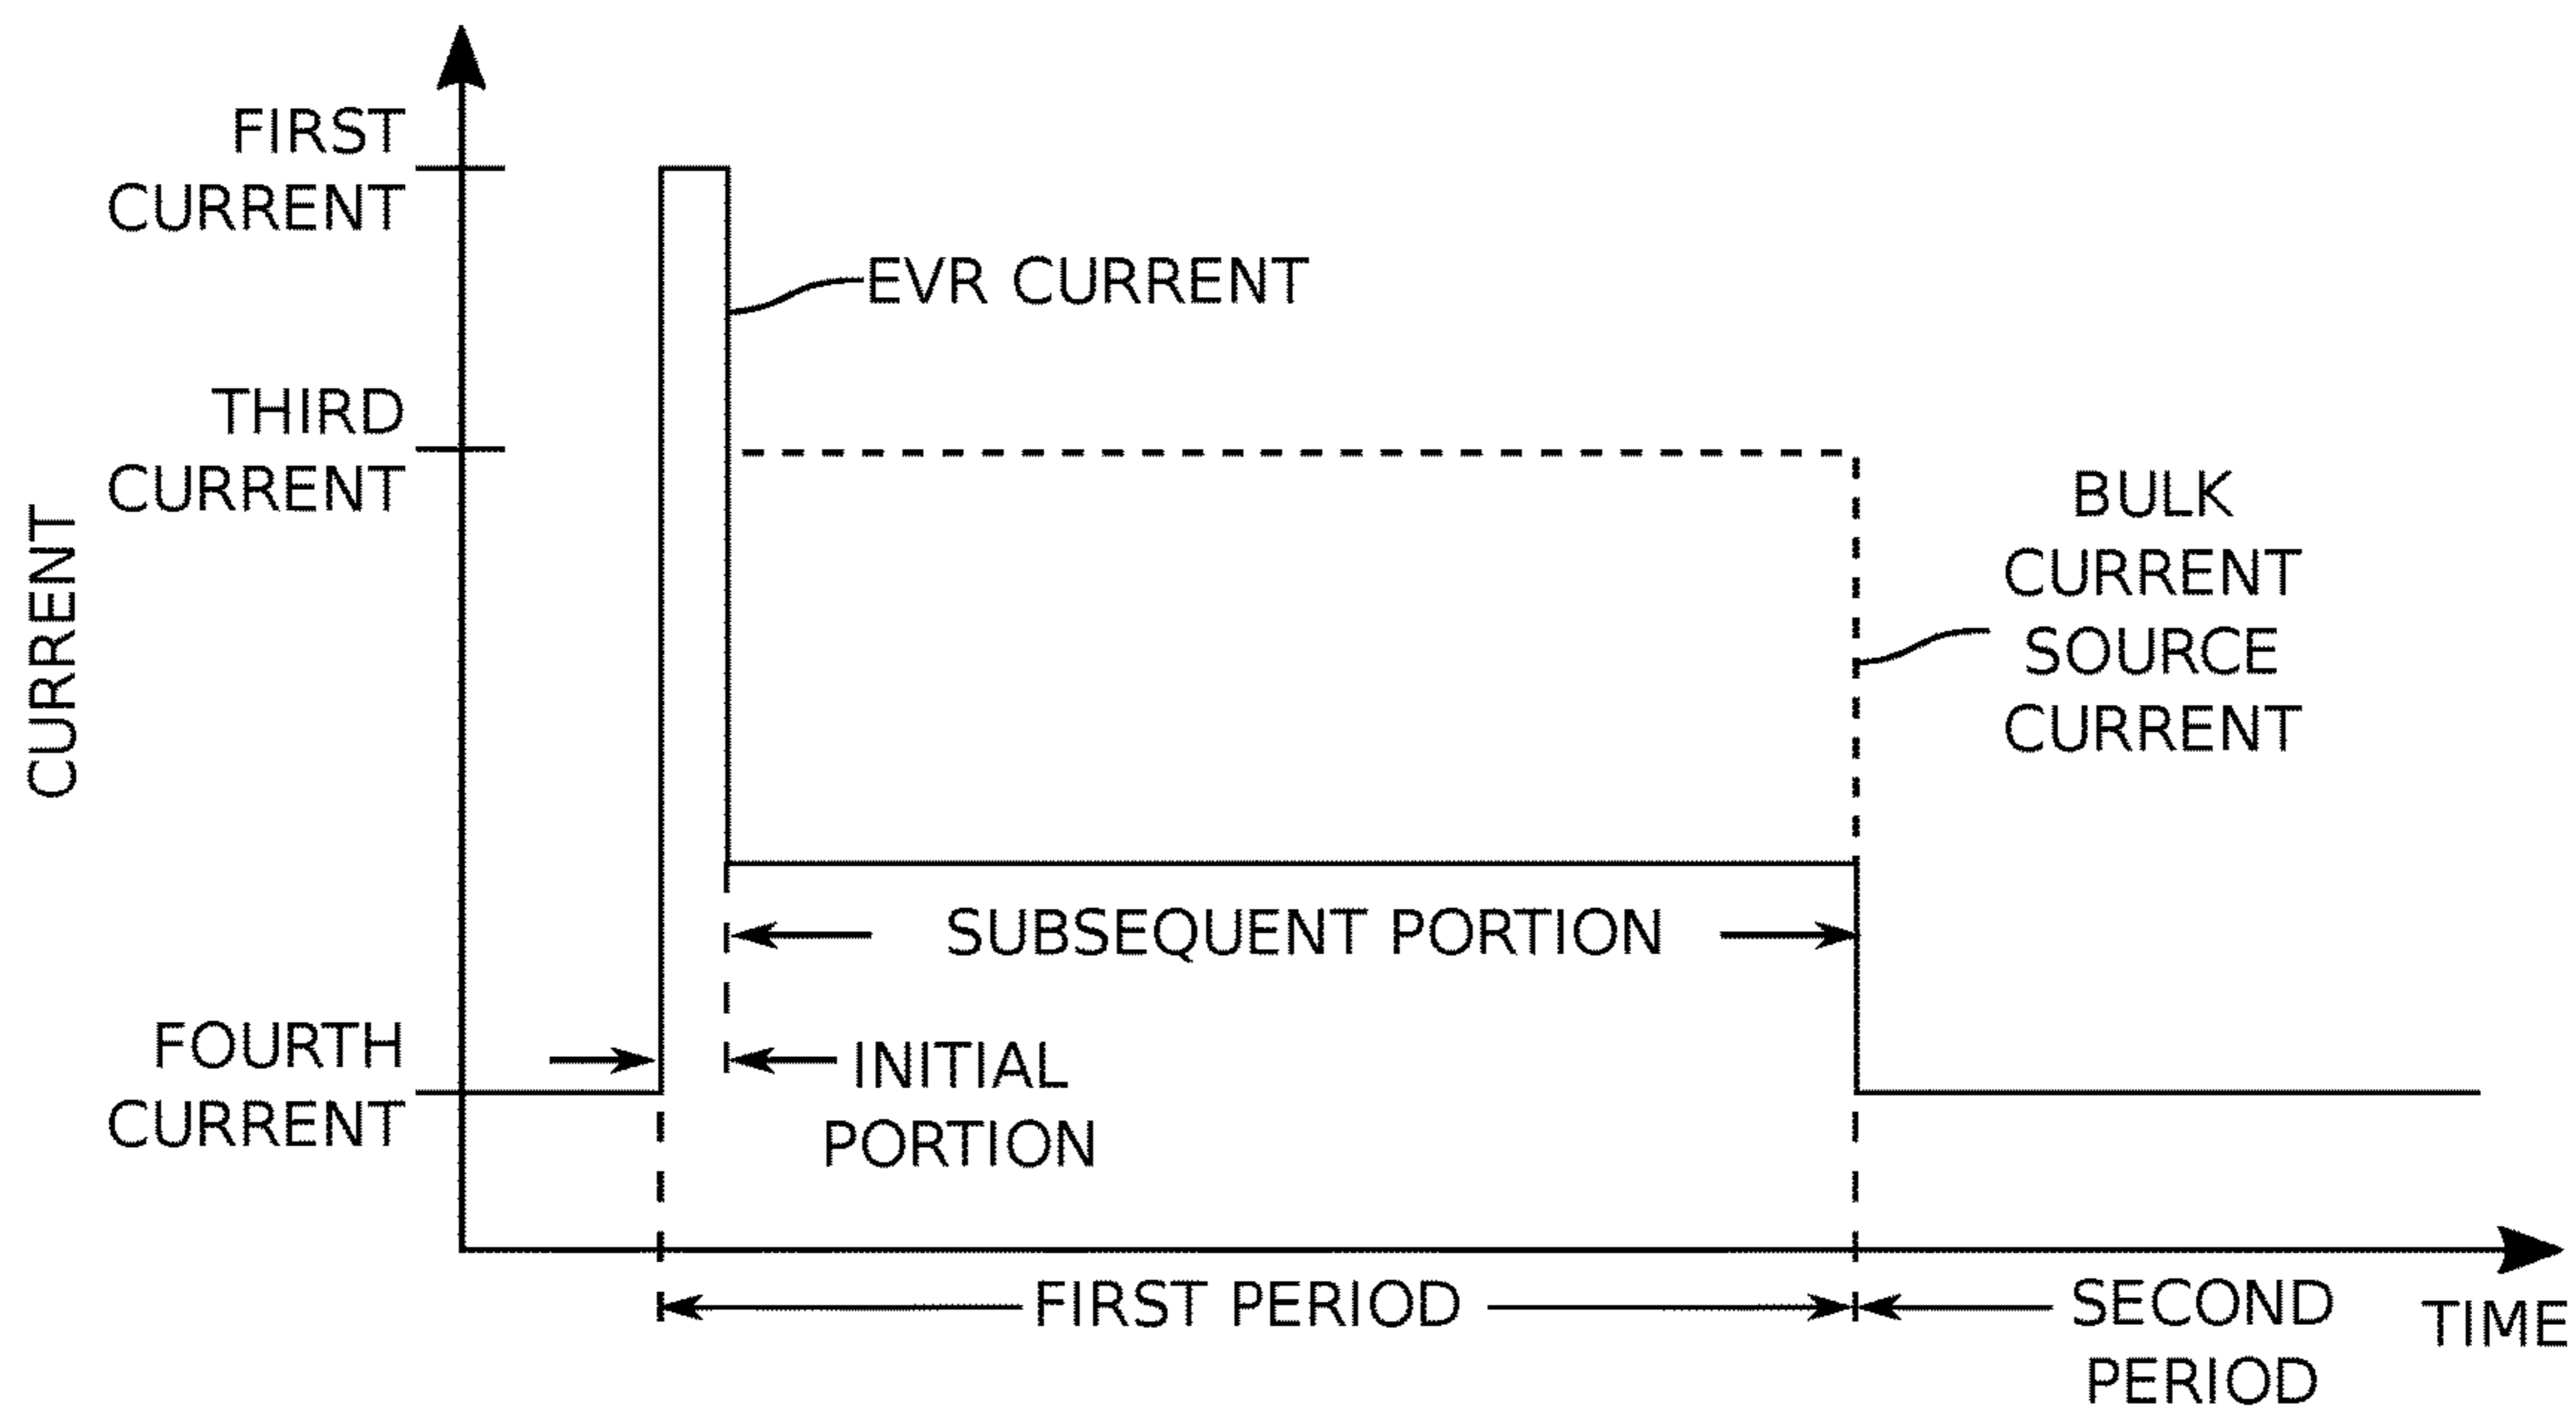 FIRST
CURRENT
EVR CURRENT
THIRD
CURRENT
BULK
CURRENT
SOURCE
CURRENT
CURRENT
SUBSEQUENT PORTION
FOURTH
CURRENT
INITIAL
PORTION
FIRST PERIOD
SECOND
PERIOD
TIME